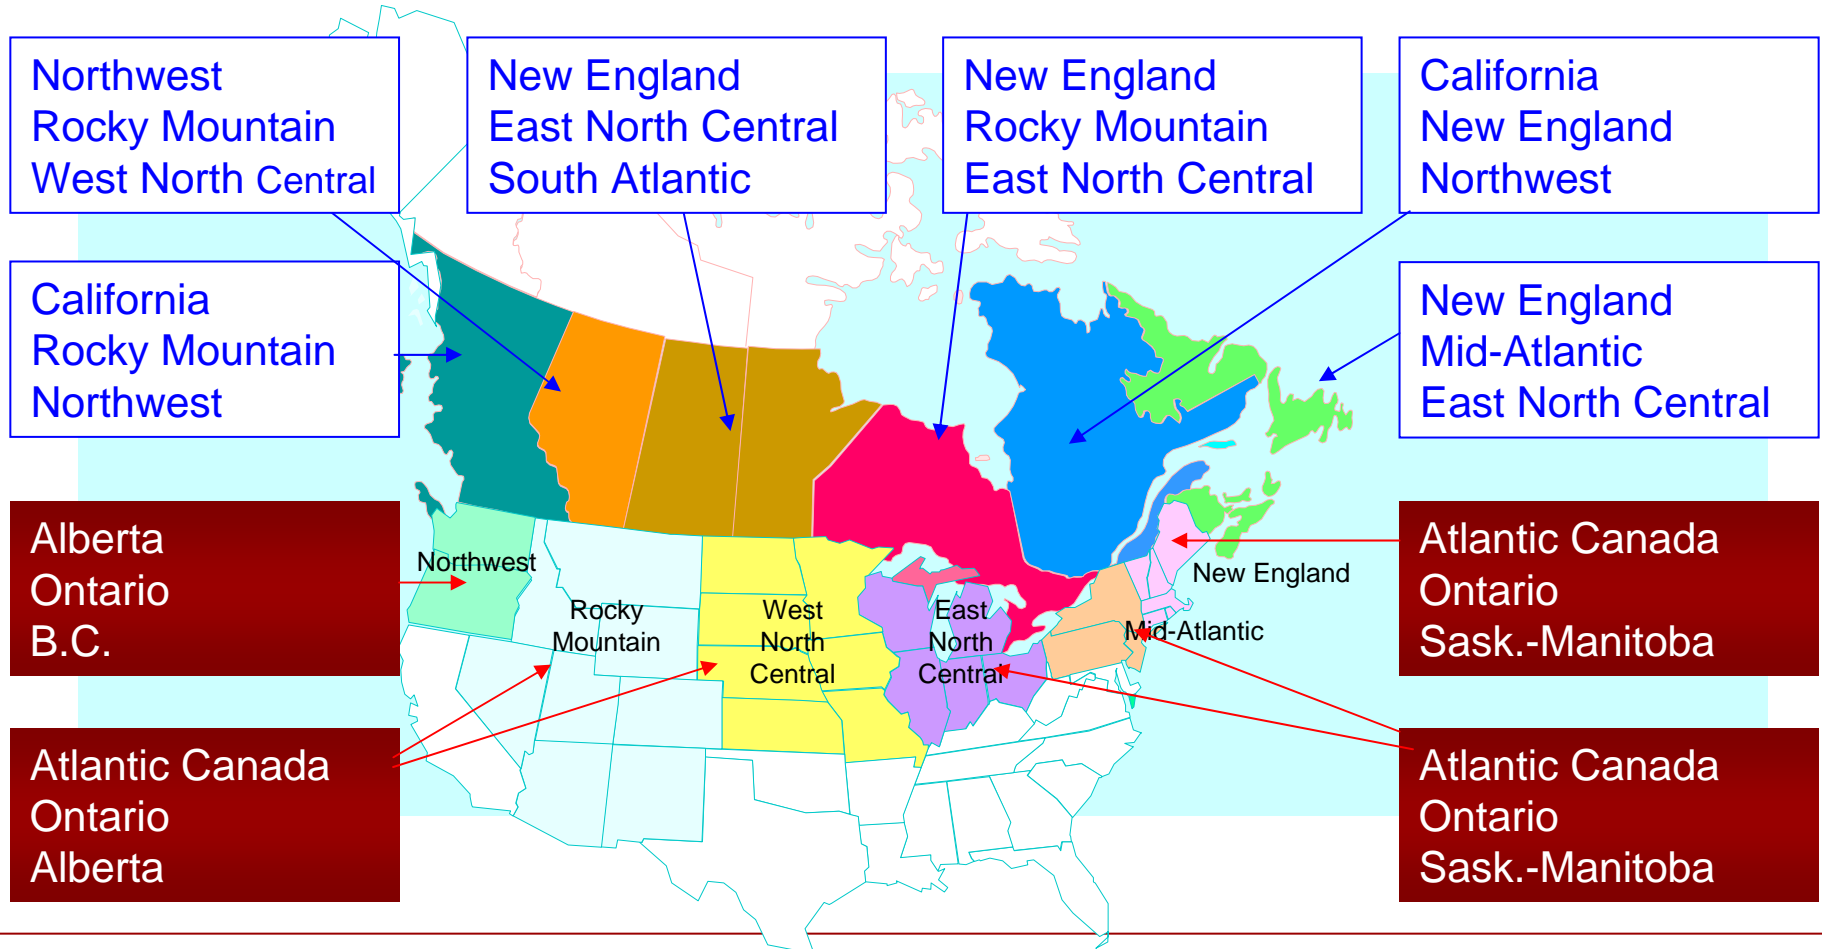 Northwest
Rocky Mountain
West North Central
New England
East North Central
South Atlantic
New England
Rocky Mountain
East North Central
California
New England
Northwest
California
Rocky Mountain
Northwest
New England
Mid-Atlantic
East North Central
Alberta
Ontario
B.C.
Northwest
Rocky
Mountain
West
North
Central
East
North
Central
New England
Mid-Atlantic
Atlantic Canada
Ontario
Sask.-Manitoba
Atlantic Canada
Ontario
Alberta
Atlantic Canada
Ontario
Sask.-Manitoba